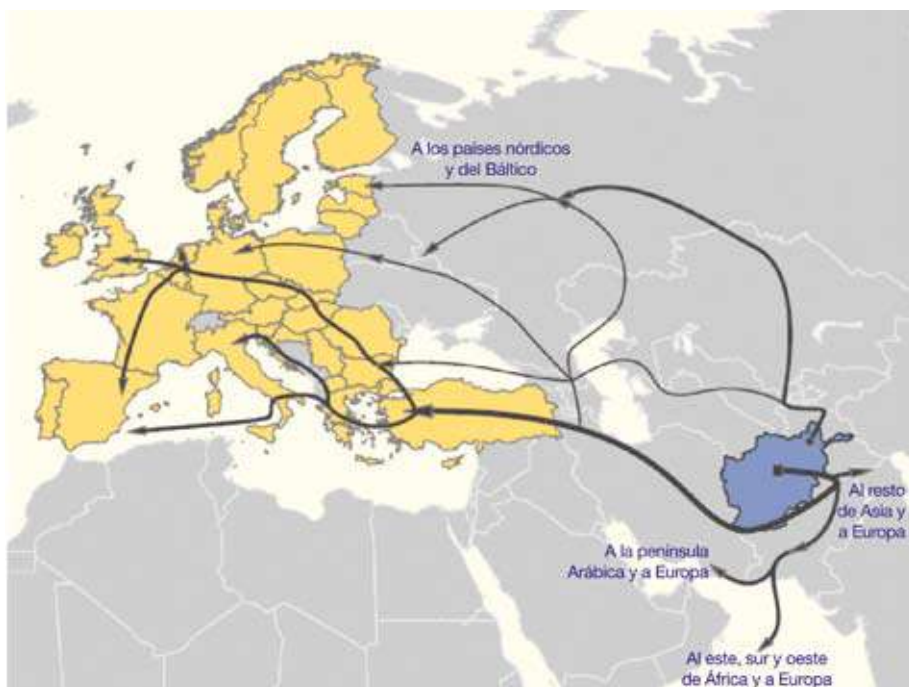 A los países nórdicos
y del Báltico
Al resto
de Asia y
a Europa
A la península
Arábica y a Europa
Al este, sur y oeste
de África y a Europa